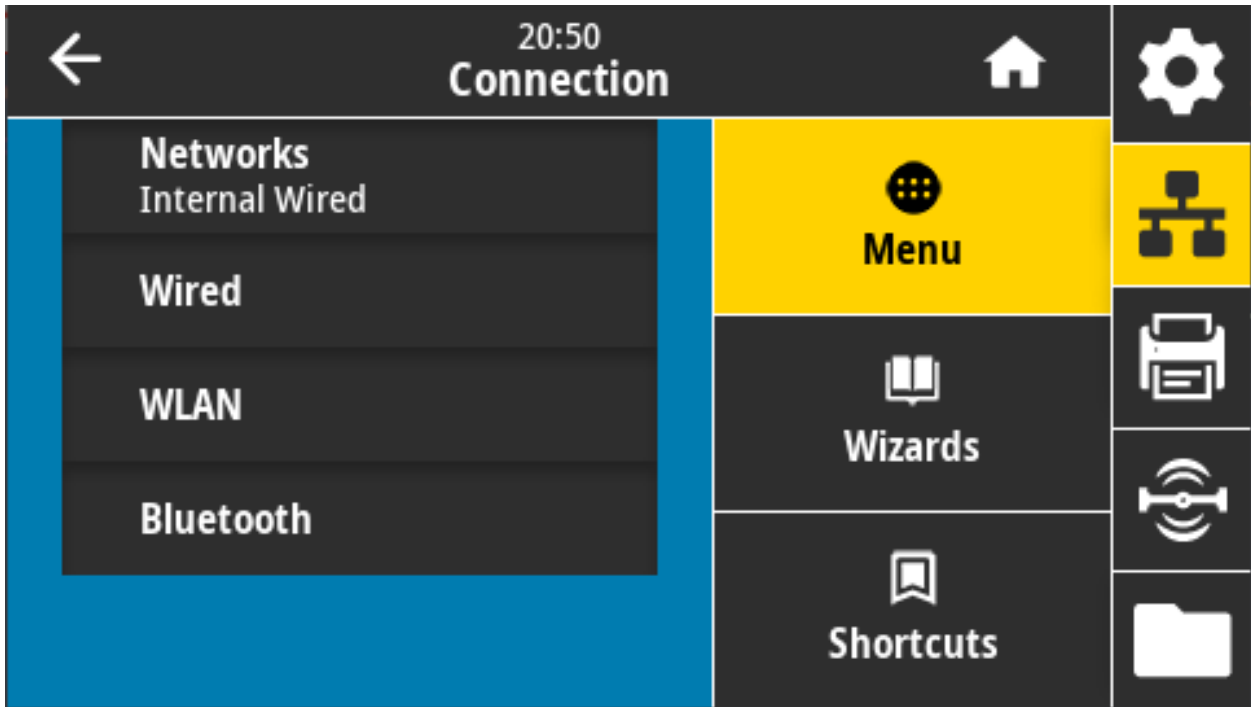 20:50
Connection
Networks
Internal Wired
Wired
WLAN
Bluetooth
Menu
Wizards
Shortcuts